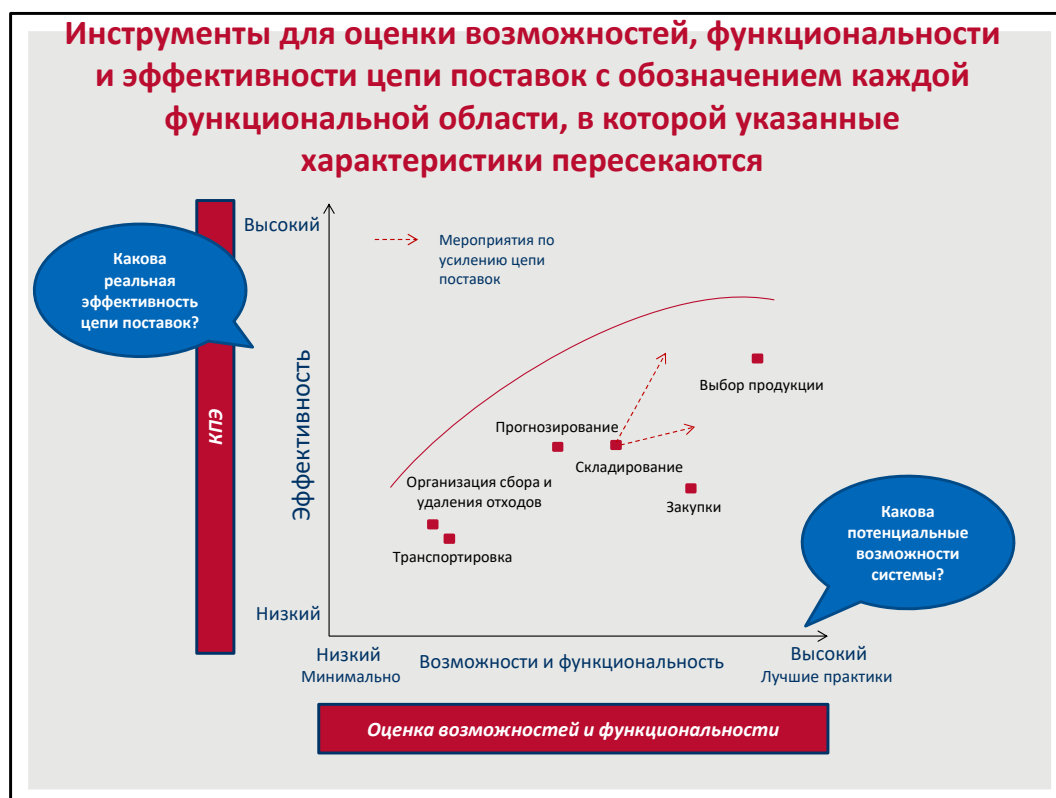 Инструменты для оценки возможностей, функциональности
и эффективности цепи поставок с обозначением каждой
функциональной области, в которой указанные
характеристики пересекаются
Высокий
Мероприятия по
усилению цепи
поставок
Какова
реальная
эффективность
цепи поставок?
КПЭ
Эффективность
Выбор продукции
Прогнозирование
Складирование
Организация сбора и
удаления отходов
Закупки
Транспортировка
Какова
потенциальные
возможности
системы?
Низкий
Низкий
Минимально
Возможности и функциональность
Высокий
Лучшие практики
Оценка возможностей и функциональности